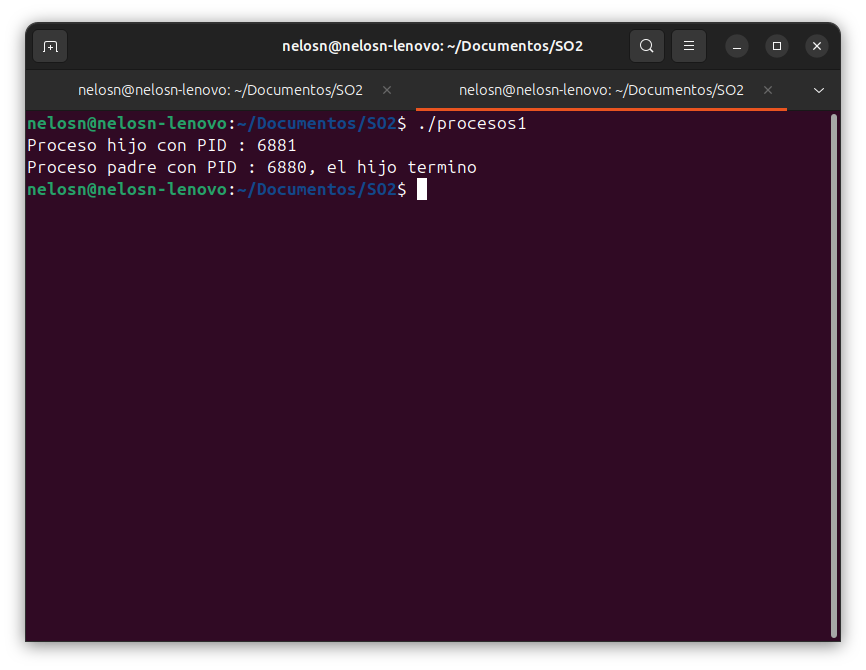 nelosn@nelosn-lenovo: ~/Documentos/SO2
nelosn@nelosn-lenovo: ~/Documentos/SO2 × nelosn@nelosn-lenovo: ~/Documentos/SO2 ×
nelosn@nelosn-lenovo:~/Documentos/SO2$ ./procesos1
Proceso hijo con PID : 6881
Proceso padre con PID : 6880, el hijo termino
nelosn@nelosn-lenovo:~/Documentos/SO2$